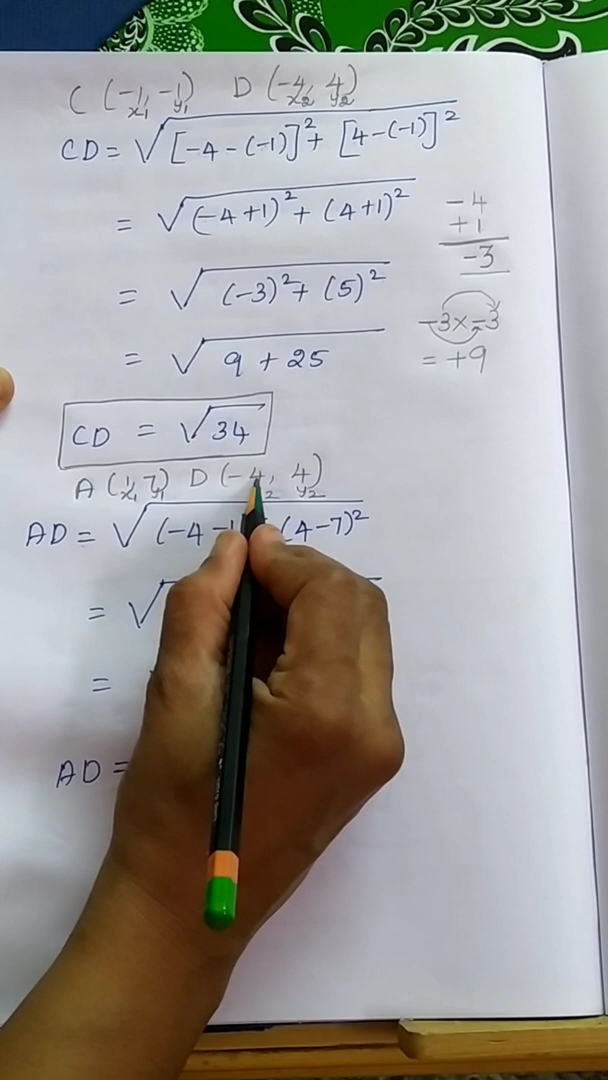 C (-1, -1) D (-4, 4)
x₁ y₁ x₂ y₂
CD = √[-4-(-1)]² + [4-(-1)]²
= √(-4+1)² + (4+1)²
-4
+1
-3
= √(-3)² + (5)²
-3×-3
= √9 + 25
= +9
CD = √34
A (1, 7) D (-4, 4)
x₁ y₁ y₂
AD = √(-4-1 (4-7)²
= √
=
AD =